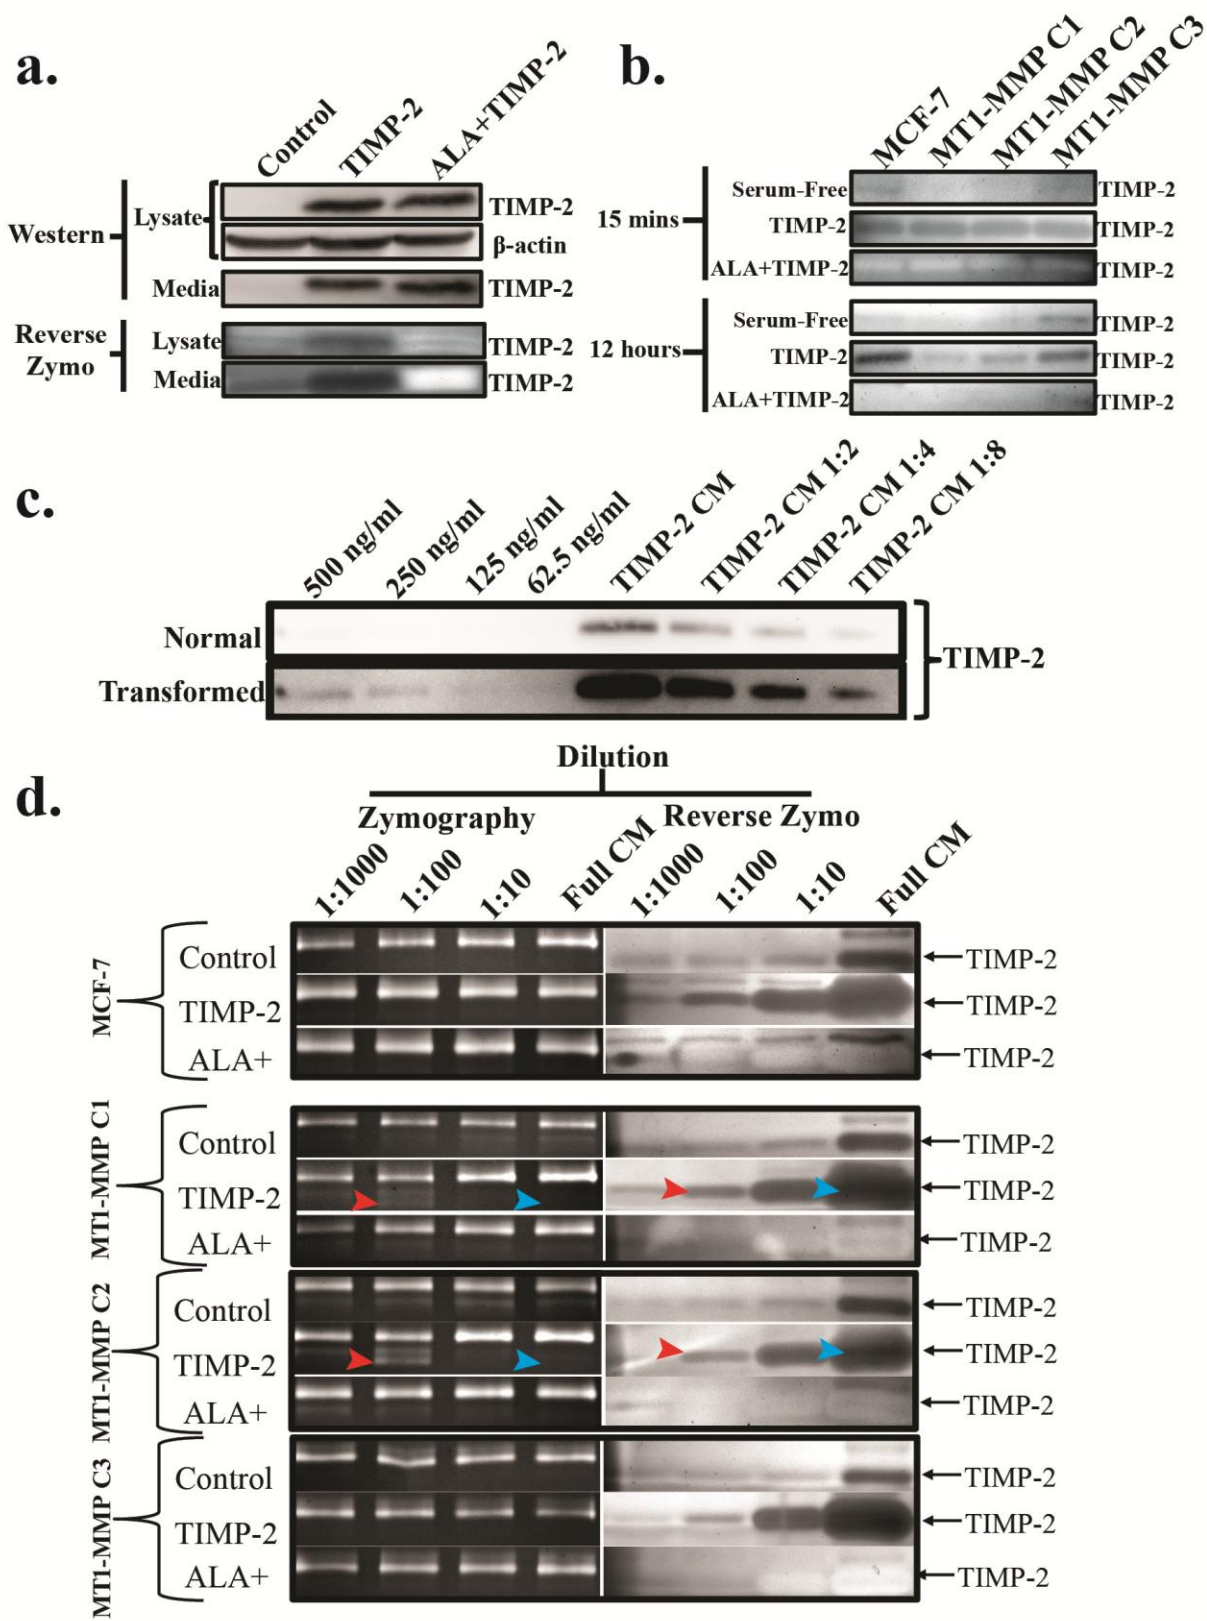 a.
Control
TIMP-2
ALA+TIMP-2
Western
Lysate
TIMP-2
β-actin
Media
TIMP-2
Reverse
Zymo
Lysate
TIMP-2
Media
TIMP-2
b.
MCF-7
MT1-MMP C1
MT1-MMP C2
MT1-MMP C3
15 mins
Serum-Free
TIMP-2
TIMP-2
TIMP-2
ALA+TIMP-2
TIMP-2
12 hours
Serum-Free
TIMP-2
TIMP-2
TIMP-2
ALA+TIMP-2
TIMP-2
c.
500 ng/ml
250 ng/ml
125 ng/ml
62.5 ng/ml
TIMP-2 CM
TIMP-2 CM 1:2
TIMP-2 CM 1:4
TIMP-2 CM 1:8
Normal
Transformed
TIMP-2
d.
Dilution
Zymography
Reverse Zymo
1:1000
1:100
1:10
Full CM
1:1000
1:100
1:10
Full CM
MCF-7
Control
TIMP-2
TIMP-2
TIMP-2
ALA+
TIMP-2
MT1-MMP C1
Control
TIMP-2
TIMP-2
TIMP-2
ALA+
TIMP-2
MT1-MMP C2
Control
TIMP-2
TIMP-2
TIMP-2
ALA+
TIMP-2
MT1-MMP C3
Control
TIMP-2
TIMP-2
TIMP-2
ALA+
TIMP-2